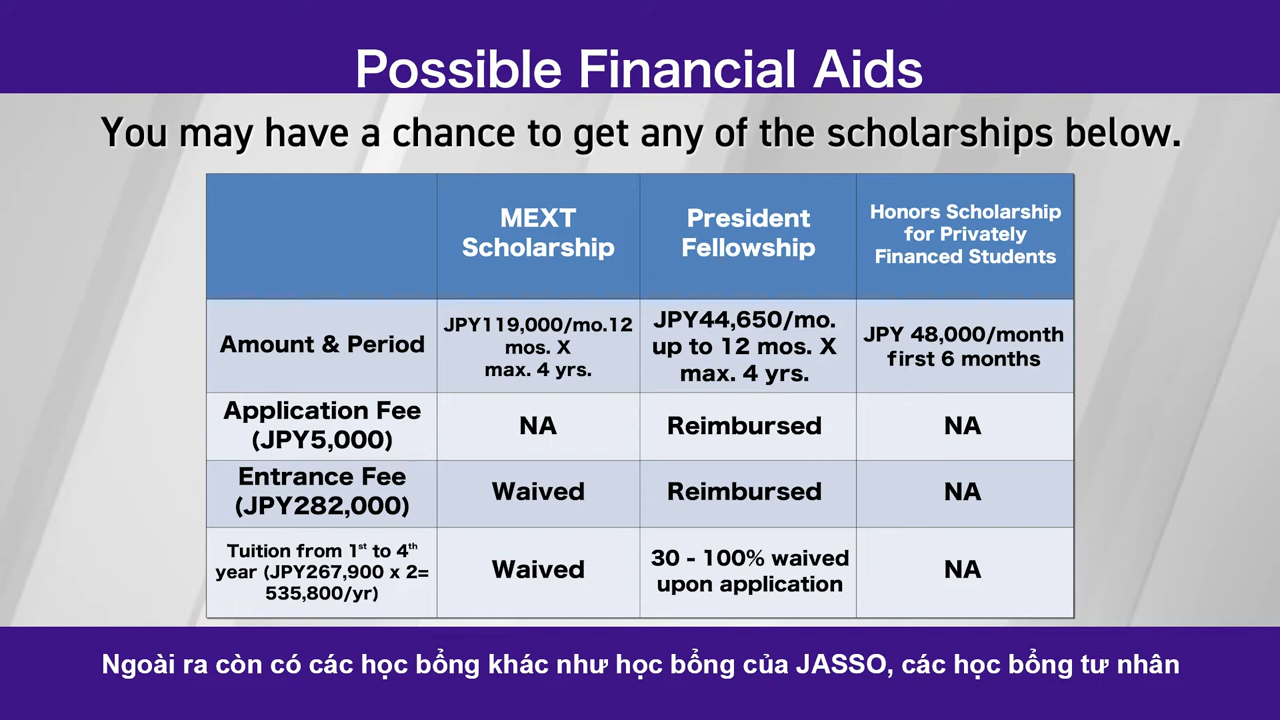 Possible Financial Aids
You may have a chance to get any of the scholarships below.
MEXT
Scholarship
President
Fellowship
Honors Scholarship
for Privately
Financed Students
Amount & Period
JPY119,000/mo.12
mos. X
max. 4 yrs.
JPY44,650/mo.
up to 12 mos. X
max. 4 yrs.
JPY 48,000/month
first 6 months
Application Fee
(JPY5,000)
NA
Reimbursed
NA
Entrance Fee
(JPY282,000)
Waived
Reimbursed
NA
Tuition from 1st to 4th
year (JPY267,900 x 2=
535,800/yr)
Waived
30 - 100% waived
upon application
NA
Ngoài ra còn có các học bổng khác như học bổng của JASSO, các học bổng tư nhân